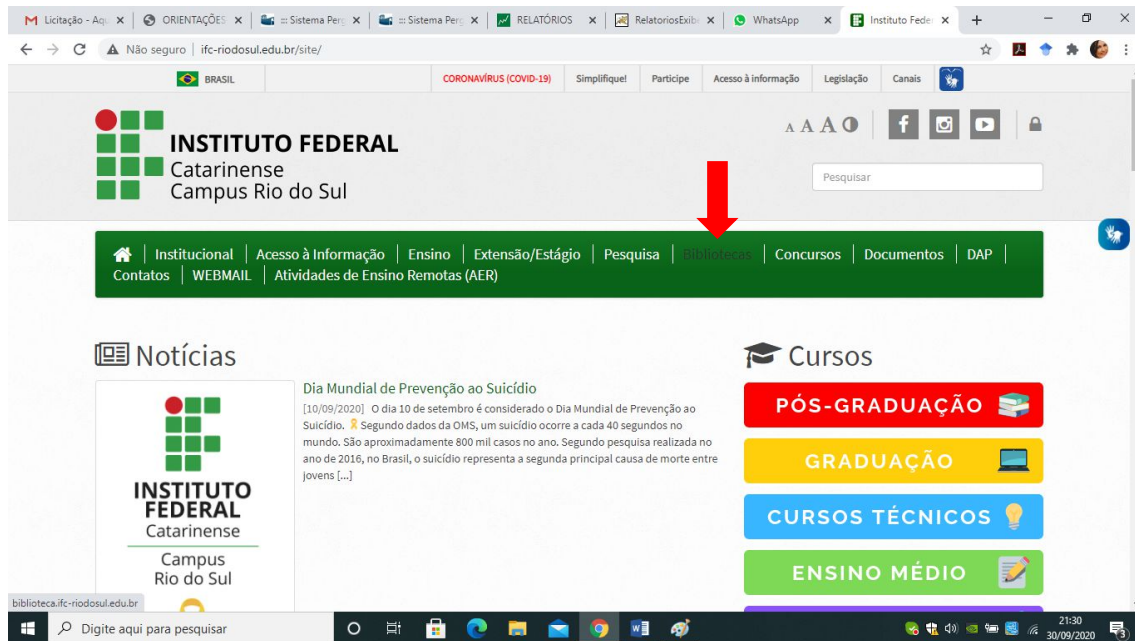 Licitação - Aqu
ORIENTAÇÕES
::: Sistema Perg
::: Sistema Perg
RELATÓRIOS
RelatoriosExib
WhatsApp
Instituto Feder
Não seguro | ifc-riodosul.edu.br/site/
BRASIL
CORONAVÍRUS (COVID-19)
Simplifique!
Participe
Acesso à informação
Legislação
Canais
INSTITUTO FEDERAL
Catarinense
Campus Rio do Sul
A A A
Pesquisar
Institucional | Acesso à Informação | Ensino | Extensão/Estágio | Pesquisa | Bibliotecas | Concursos | Documentos | DAP |
Contatos | WEBMAIL | Atividades de Ensino Remotas (AER)
Notícias
INSTITUTO
FEDERAL
Catarinense
Campus
Rio do Sul
Dia Mundial de Prevenção ao Suicídio
[10/09/2020] O dia 10 de setembro é considerado o Dia Mundial de Prevenção ao
Suicídio. 🎗 Segundo dados da OMS, um suicídio ocorre a cada 40 segundos no
mundo. São aproximadamente 800 mil casos no ano. Segundo pesquisa realizada no
ano de 2016, no Brasil, o suicídio representa a segunda principal causa de morte entre
jovens [...]
Cursos
PÓS-GRADUAÇÃO
GRADUAÇÃO
CURSOS TÉCNICOS
ENSINO MÉDIO
biblioteca.ifc-riodosul.edu.br
Digite aqui para pesquisar
21:30
30/09/2020
3